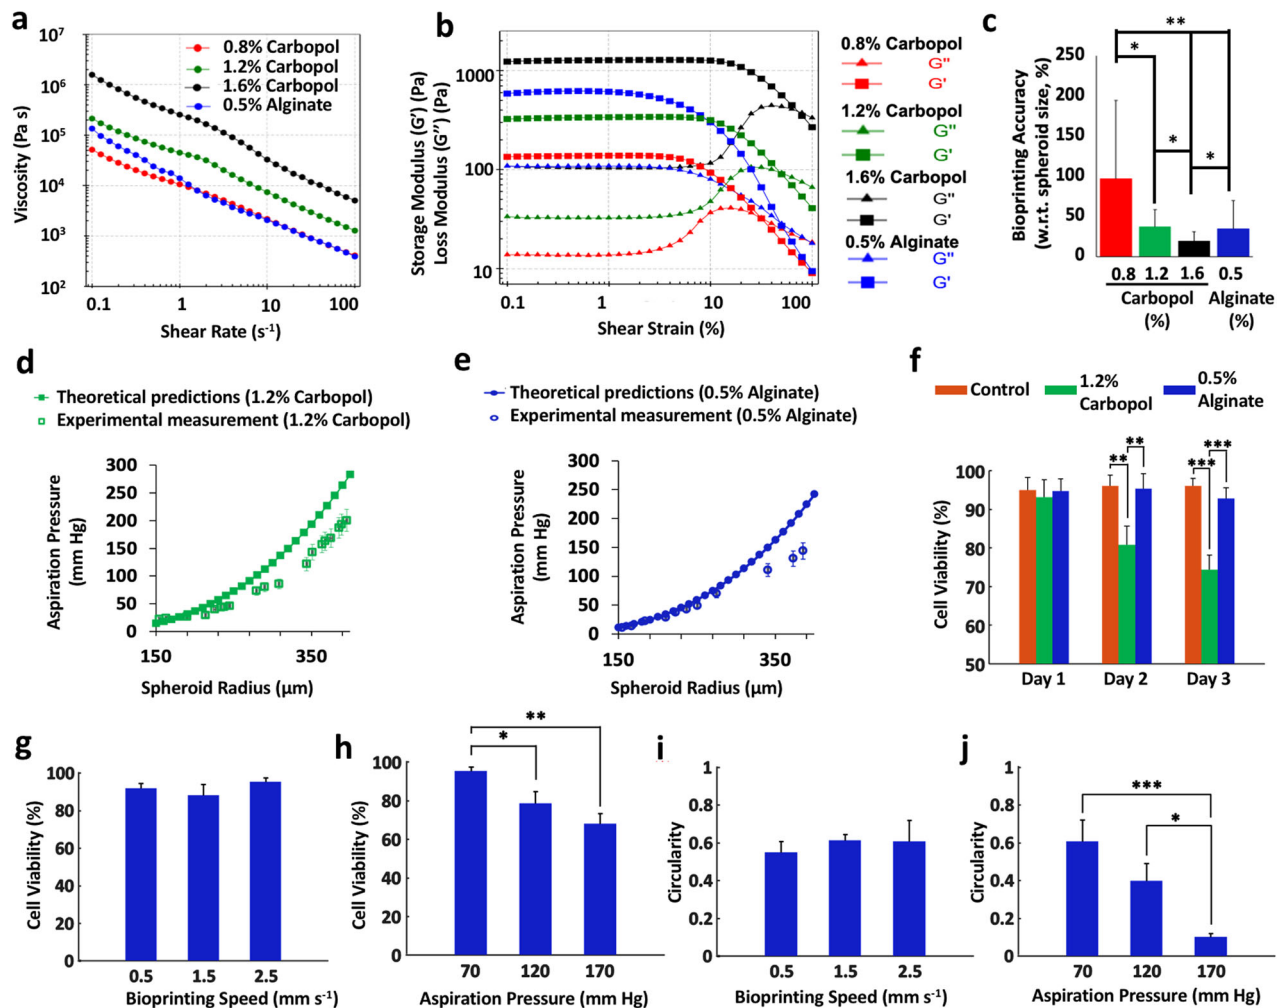 a
Viscosity (Pa s)
10⁷
10⁶
10⁵
10⁴
10³
10²
0.8% Carbopol
1.2% Carbopol
1.6% Carbopol
0.5% Alginate
0.1
1
10
100
Shear Rate (s⁻¹)
b
Storage Modulus (G') (Pa)
Loss Modulus (G'') (Pa)
1000
100
10
0.1
1
10
100
Shear Strain (%)
0.8% Carbopol
G''
G'
1.2% Carbopol
G''
G'
1.6% Carbopol
G''
G'
0.5% Alginate
G''
G'
c
Bioprinting Accuracy
(w.r.t. spheroid size, %)
250
200
150
100
50
0
**
*
*
*
0.8 1.2 1.6 0.5
Carbopol Alginate
(%) (%)
d
Theoretical predictions (1.2% Carbopol)
Experimental measurement (1.2% Carbopol)
Aspiration Pressure
(mm Hg)
300
250
200
150
100
50
0
150 350
Spheroid Radius (µm)
e
Theoretical predictions (0.5% Alginate)
Experimental measurement (0.5% Alginate)
Aspiration Pressure
(mm Hg)
300
250
200
150
100
50
0
150 350
Spheroid Radius (µm)
f
Control
1.2%
Carbopol
0.5%
Alginate
Cell Viability (%)
100
90
80
70
60
50
**
**
***
***
Day 1 Day 2 Day 3
g
Cell Viability (%)
100
80
60
40
20
0
0.5 1.5 2.5
Bioprinting Speed (mm s⁻¹)
h
Cell Viability (%)
100
80
60
40
20
0
**
*
70 120 170
Aspiration Pressure (mm Hg)
i
Circularity
1
0.8
0.6
0.4
0.2
0
0.5 1.5 2.5
Bioprinting Speed (mm s⁻¹)
j
Circularity
1
0.8
0.6
0.4
0.2
0
***
*
70 120 170
Aspiration Pressure (mm Hg)